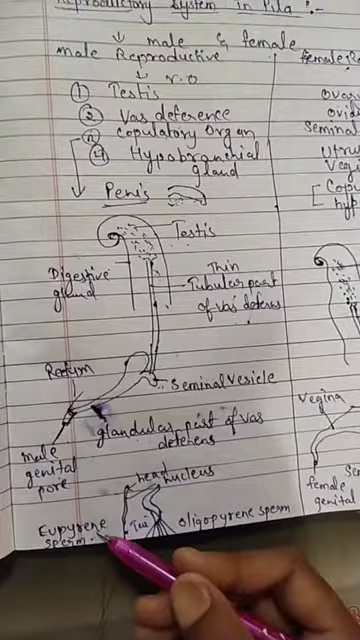 Reproductory System in Pila :-
male & female
Male Reproductive
r.o
① Testis
② Vas deference
③ Copulatory Organ
④ Hypobranchial
gland
Penis
Testis
Digestive
gland
Thin
Tubular part
of vas deferens
Rectum
Seminal vesicle
glandular part of vas
deferens
male
genital
pore
head
nucleus
Eupyrene
sperm.
Tail
oligopyrene sperm
female
Seminal
Vegina
female
genital